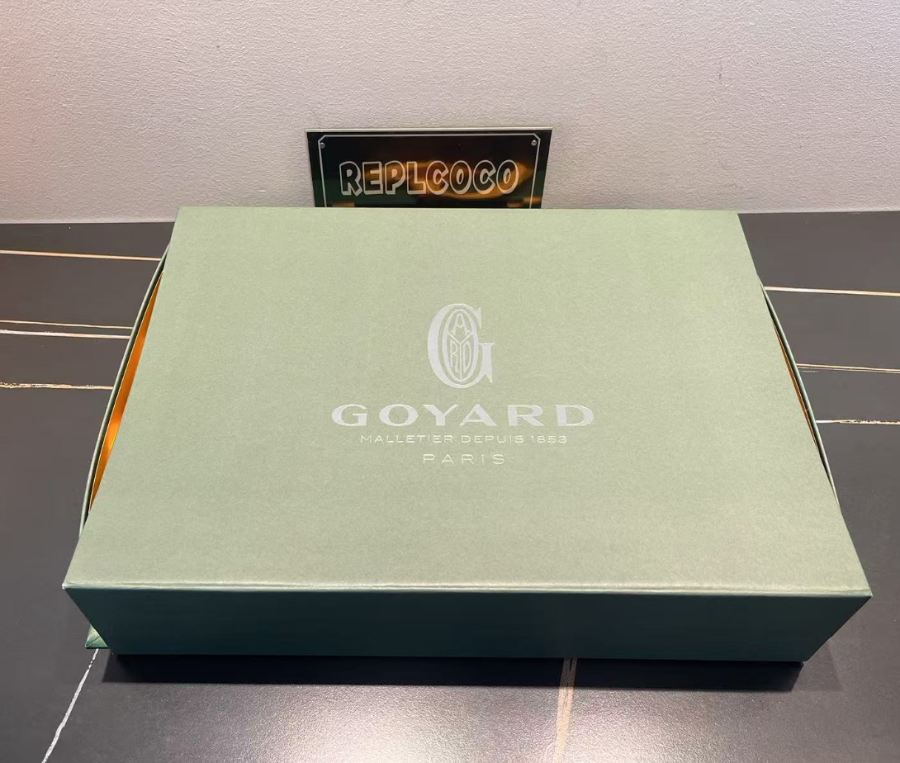 REPLCOCO
GOYARD
MALLETIER DEPUIS 1853
PARIS